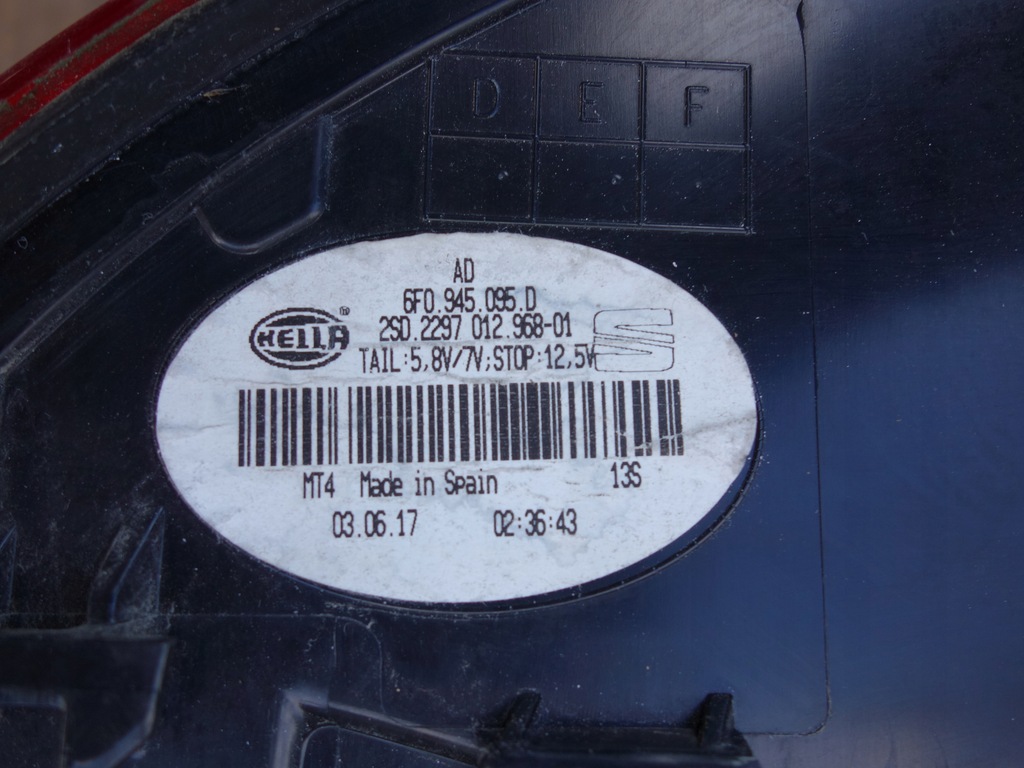 D E F
AD
6F0.945.095.D
HELLA ®
2SD.2297 012.968-01
TAIL:5,8V/7V;STOP:12,5V
MT4 Made in Spain 13S
03.06.17 02:36:43